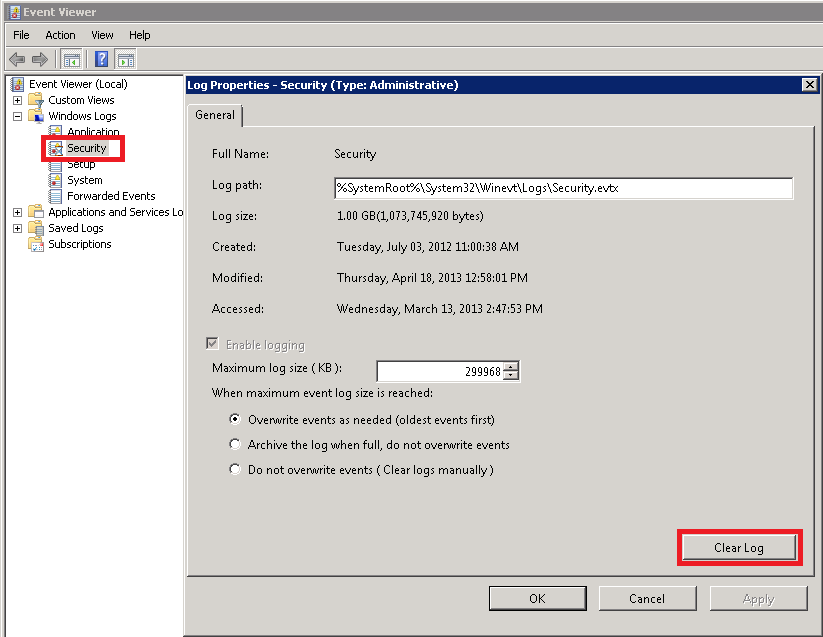 Event Viewer
File Action View Help
Event Viewer (Local)
Custom Views
Windows Logs
Application
Security
Setup
System
Forwarded Events
Applications and Services Lo
Saved Logs
Subscriptions
Log Properties - Security (Type: Administrative)
General
Full Name: Security
Log path: %SystemRoot%\System32\Winevt\Logs\Security.evtx
Log size: 1.00 GB(1,073,745,920 bytes)
Created: Tuesday, July 03, 2012 11:00:38 AM
Modified: Thursday, April 18, 2013 12:58:01 PM
Accessed: Wednesday, March 13, 2013 2:47:53 PM
Enable logging
Maximum log size ( KB ): 299968
When maximum event log size is reached:
Overwrite events as needed (oldest events first)
Archive the log when full, do not overwrite events
Do not overwrite events ( Clear logs manually )
Clear Log
OK Cancel Apply